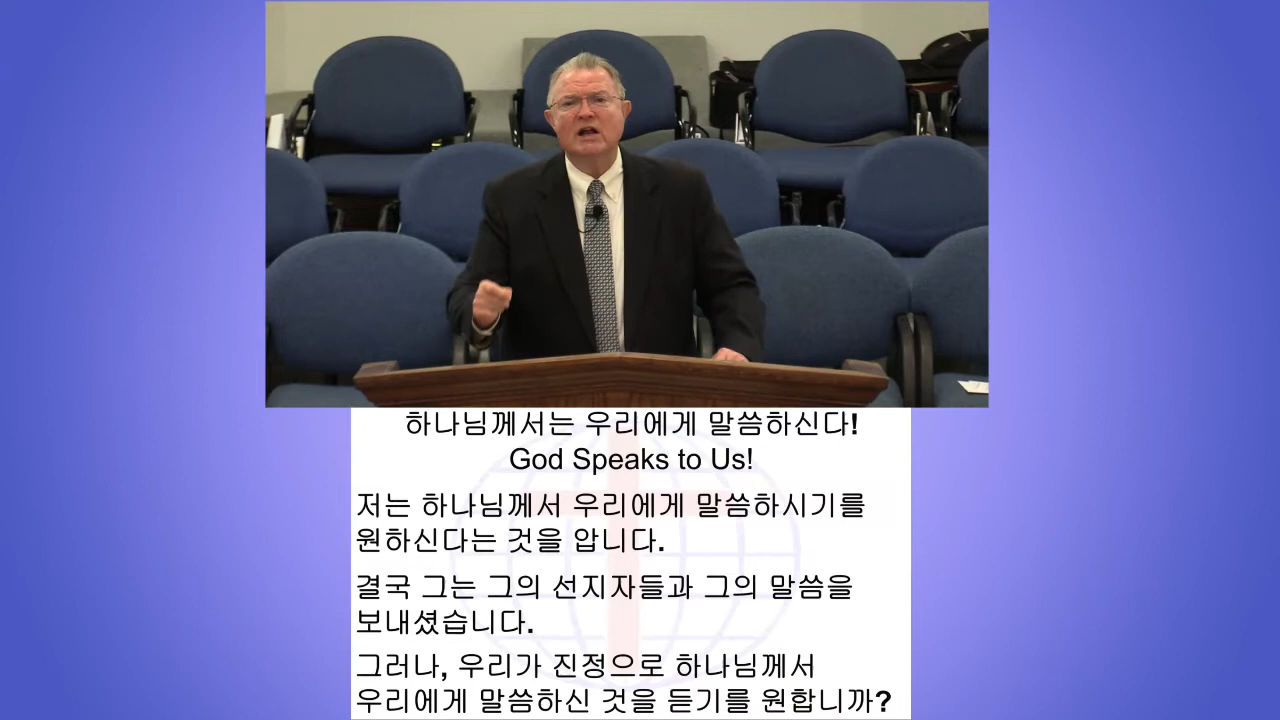 하나님께서는 우리에게 말씀하신다!
God Speaks to Us!
저는 하나님께서 우리에게 말씀하시기를
원하신다는 것을 압니다.
결국 그는 그의 선지자들과 그의 말씀을
보내셨습니다.
그러나, 우리가 진정으로 하나님께서
우리에게 말씀하신 것을 듣기를 원합니까?